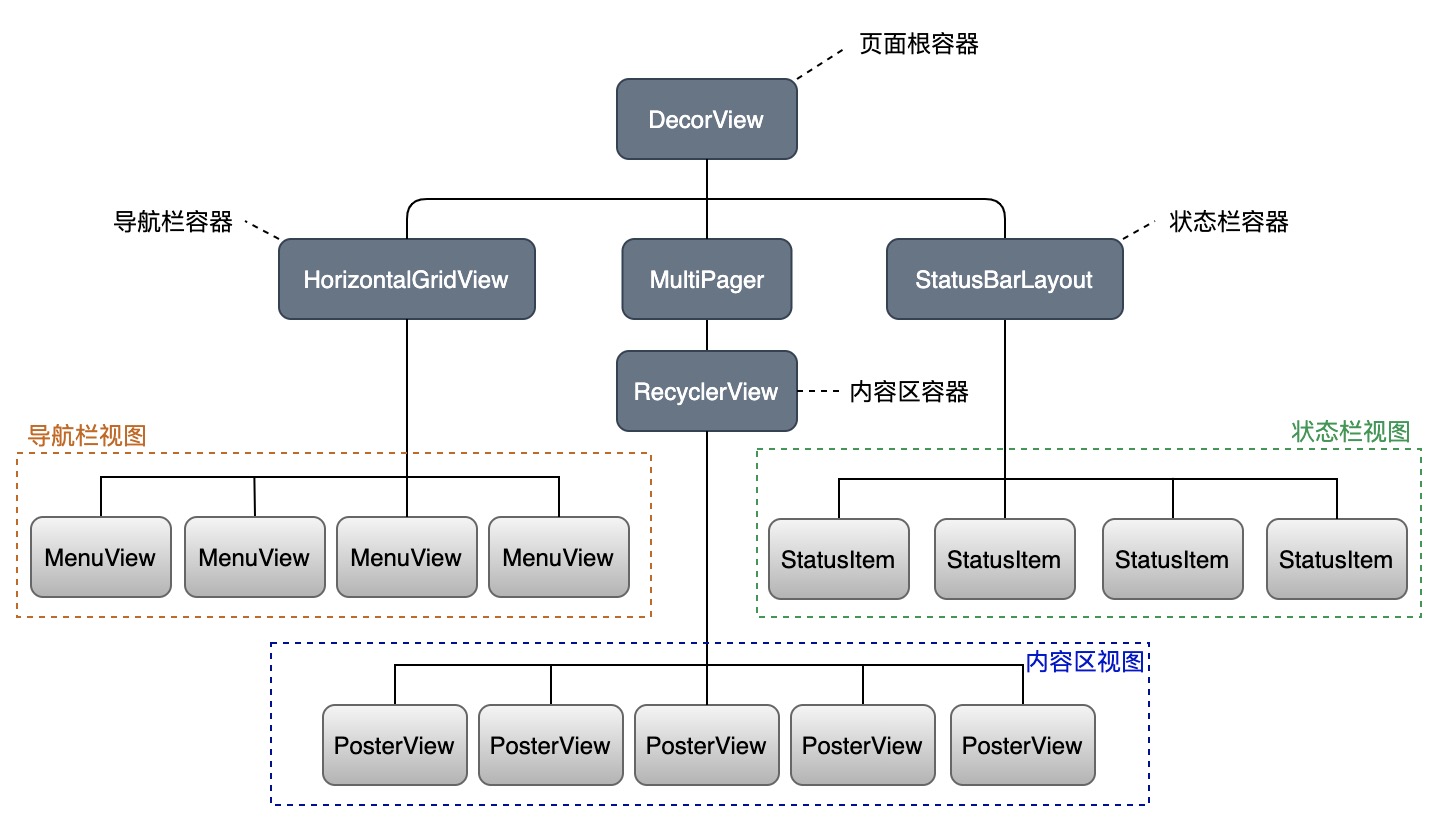 页面根容器
DecorView
导航栏容器
状态栏容器
HorizontalGridView
MultiPager
StatusBarLayout
RecyclerView
内容区容器
导航栏视图
状态栏视图
MenuView
MenuView
MenuView
MenuView
StatusItem
StatusItem
StatusItem
StatusItem
内容区视图
PosterView
PosterView
PosterView
PosterView
PosterView